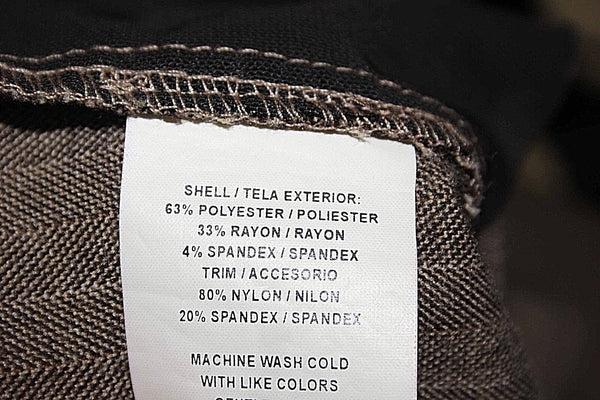 SHELL / TELA EXTERIOR:
63% POLYESTER / POLIESTER
33% RAYON / RAYON
4% SPANDEX / SPANDEX
TRIM / ACCESORIO
80% NYLON / NILON
20% SPANDEX / SPANDEX
MACHINE WASH COLD
WITH LIKE COLORS